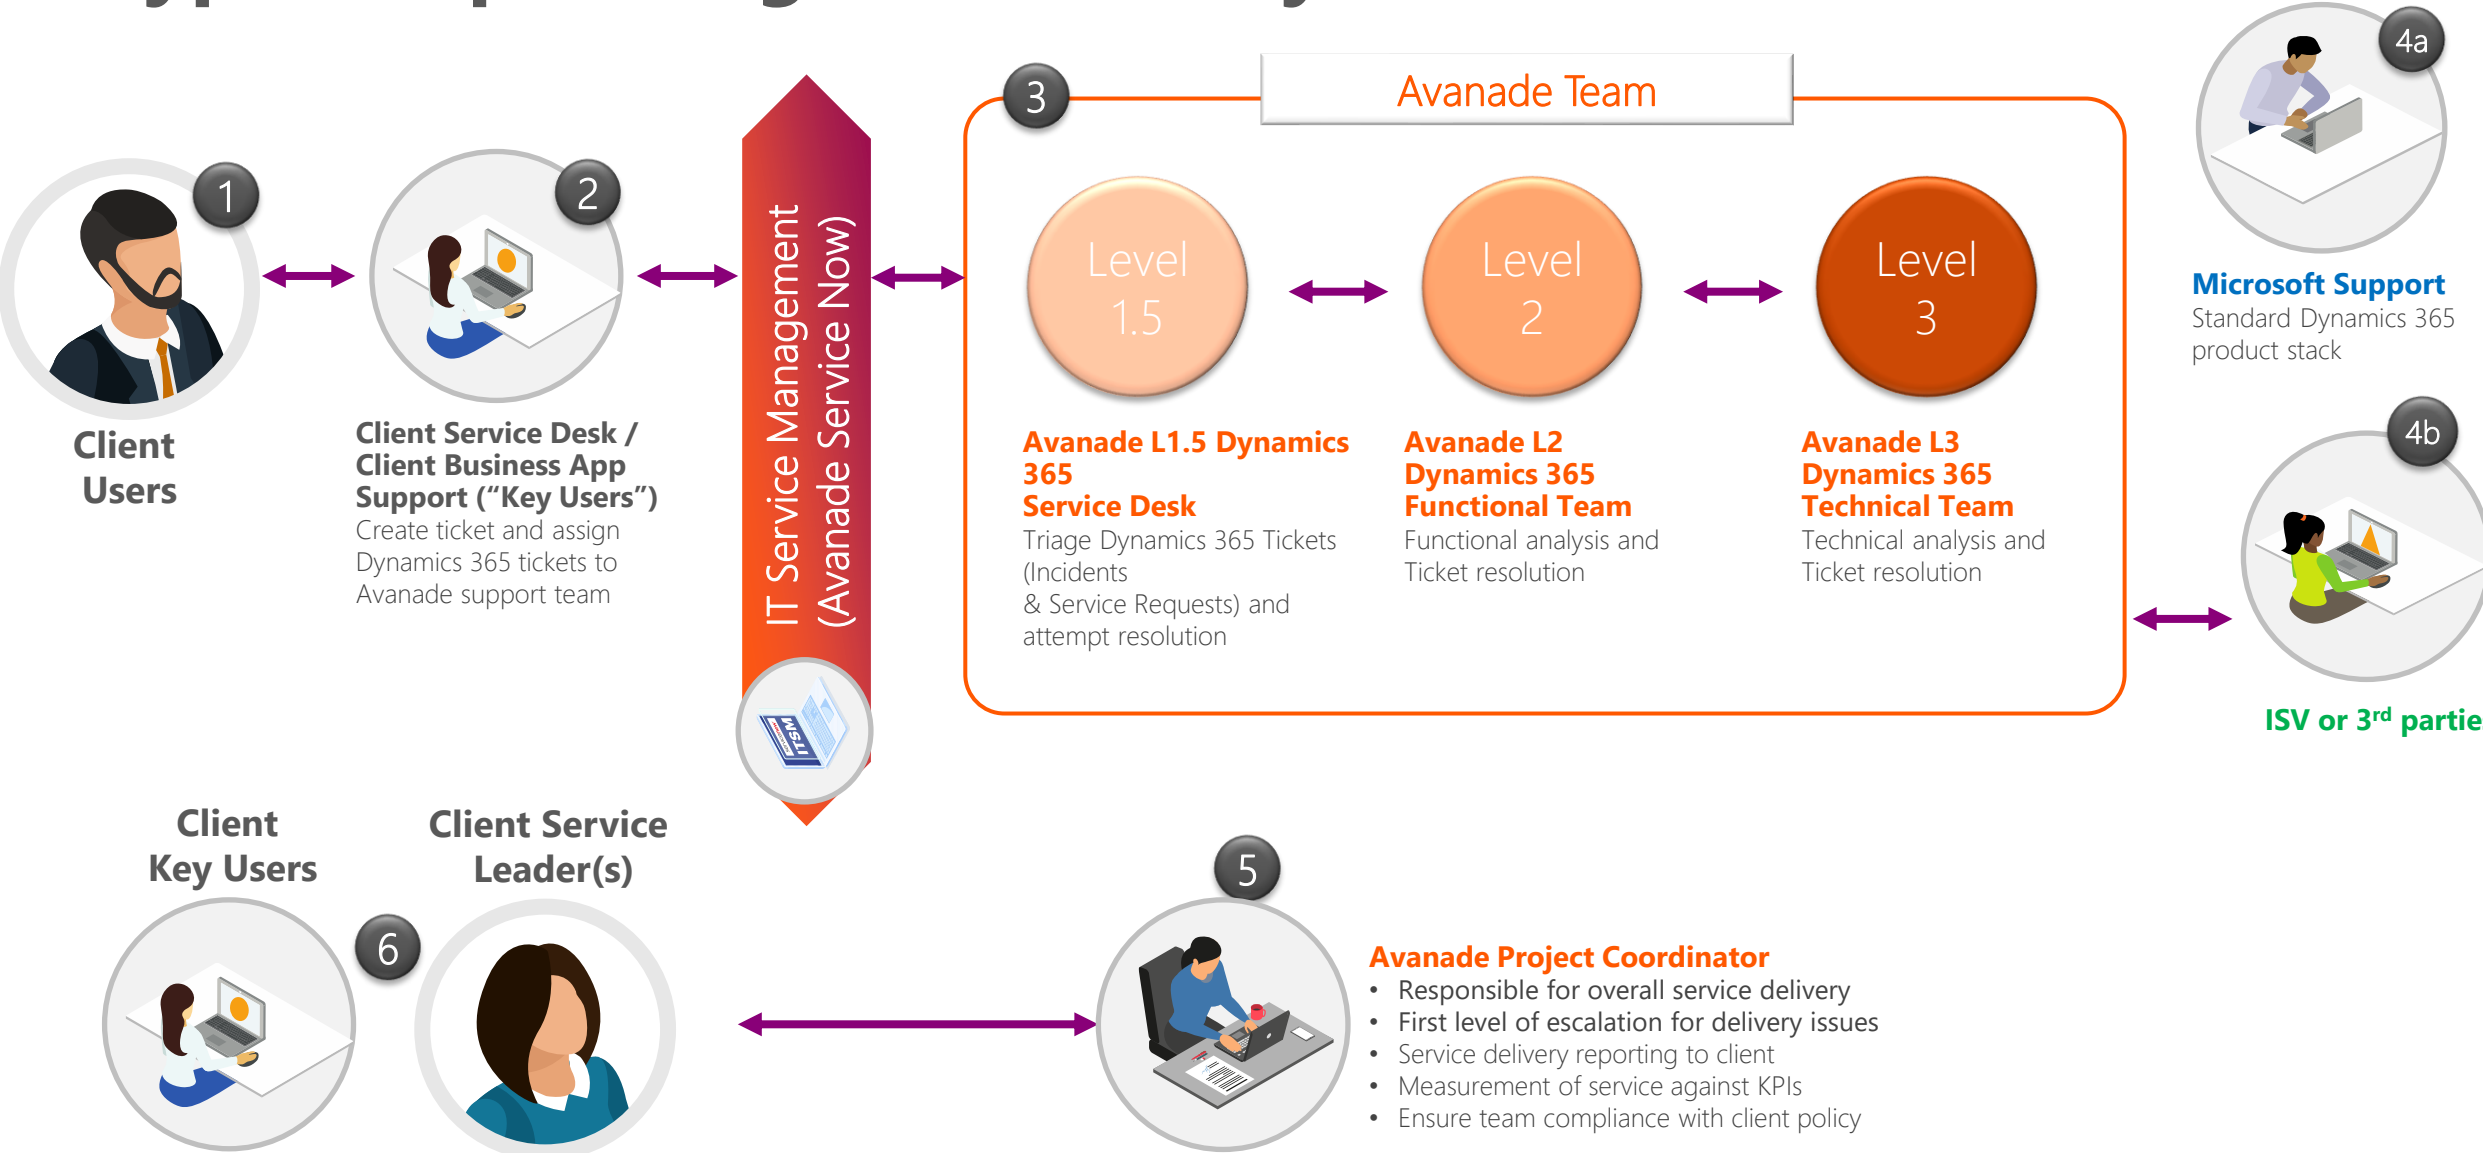 1
Client
Users
2
Client Service Desk /
Client Business App
Support (“Key Users”)
Create ticket and assign
Dynamics 365 tickets to
Avanade support team
IT Service Management
(Avanade Service Now)
ITSM
3
Avanade Team
Level
1.5
Avanade L1.5 Dynamics
365
Service Desk
Triage Dynamics 365 Tickets
(Incidents
& Service Requests) and
attempt resolution
Level
2
Avanade L2
Dynamics 365
Functional Team
Functional analysis and
Ticket resolution
Level
3
Avanade L3
Dynamics 365
Technical Team
Technical analysis and
Ticket resolution
4a
Microsoft Support
Standard Dynamics 365
product stack
4b
ISV or 3rd partie
Client
Key Users
6
Client Service
Leader(s)
5
Avanade Project Coordinator
• Responsible for overall service delivery
• First level of escalation for delivery issues
• Service delivery reporting to client
• Measurement of service against KPIs
• Ensure team compliance with client policy